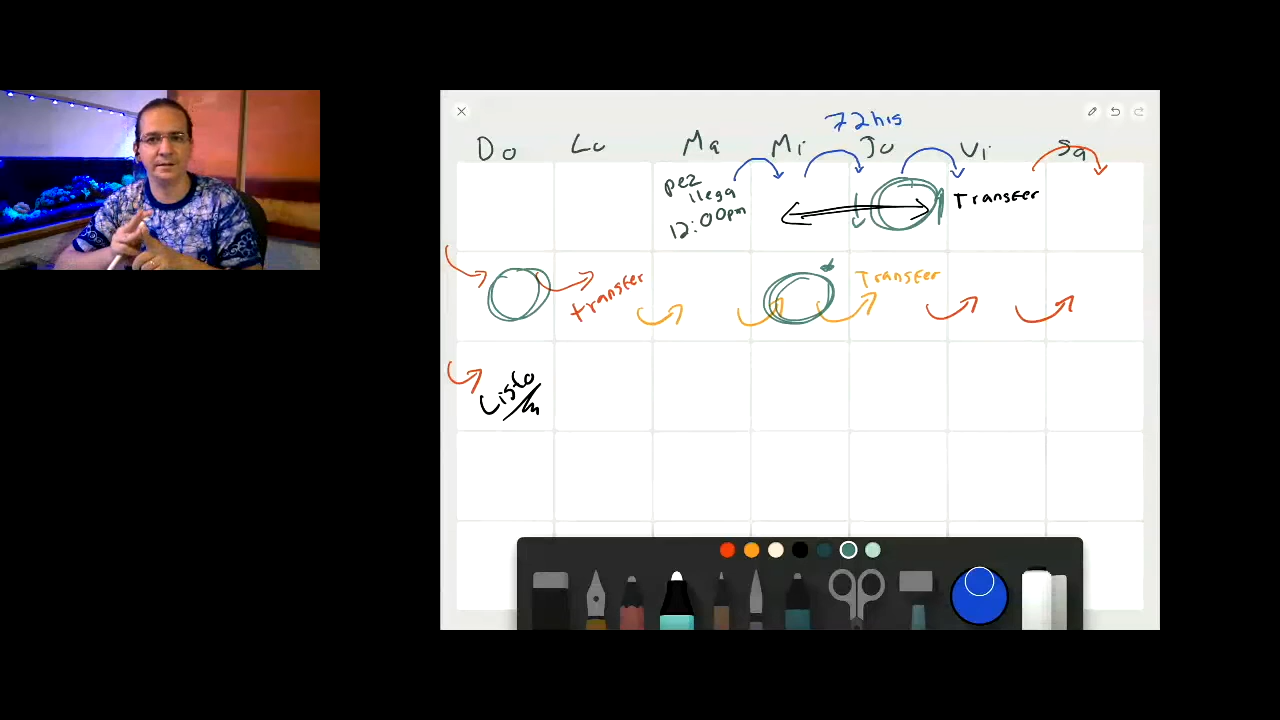 72hrs
Do Lu Ma Mi Ju Vi Sa
pez
llega
12:00pm
Transfer
transfer
Transfer
Listo